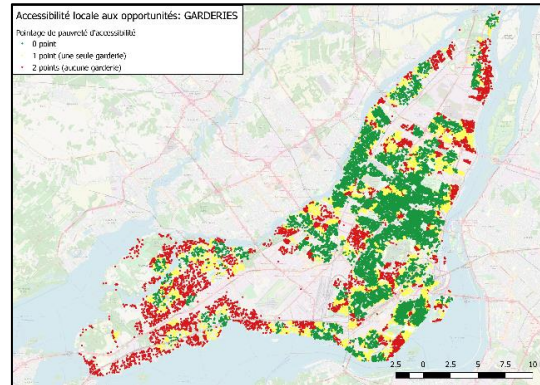 Accessibilité locale aux opportunités: GARDERIES
Pointage de pauvreté d'accessibilité
0 point
1 point (une seule garderie)
2 points (aucune garderie)
2.5 0 2.5 5 7.5 10